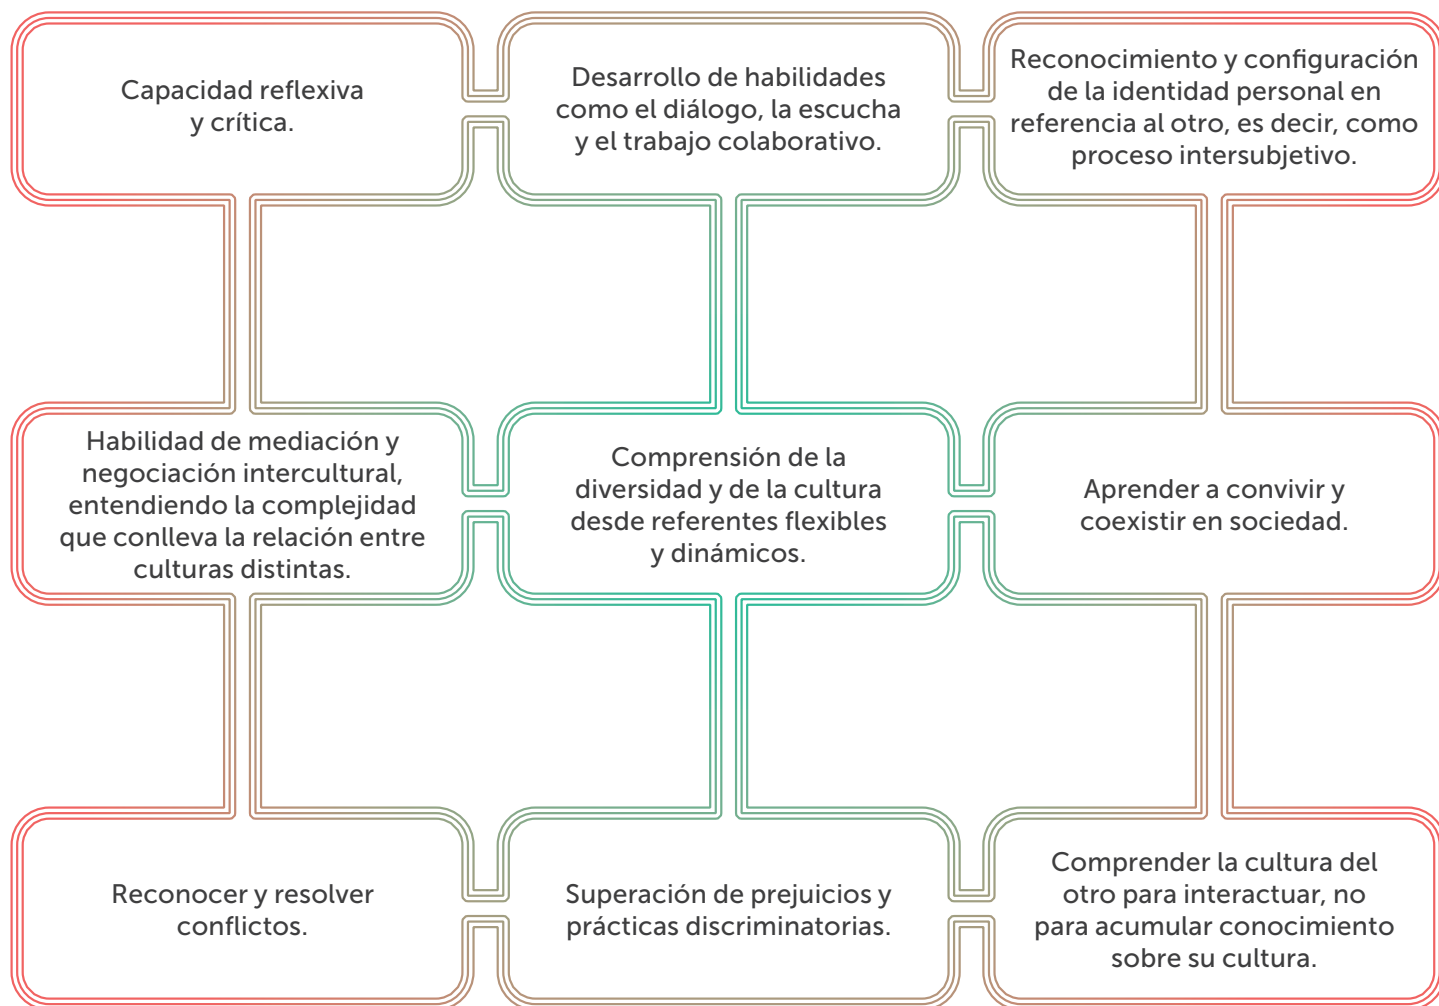 Capacidad reflexiva
y crítica.
Desarrollo de habilidades
como el diálogo, la escucha
y el trabajo colaborativo.
Reconocimiento y configuración
de la identidad personal en
referencia al otro, es decir, como
proceso intersubjetivo.
Habilidad de mediación y
negociación intercultural,
entendiendo la complejidad
que conlleva la relación entre
culturas distintas.
Comprensión de la
diversidad y de la cultura
desde referentes flexibles
y dinámicos.
Aprender a convivir y
coexistir en sociedad.
Reconocer y resolver
conflictos.
Superación de prejuicios y
prácticas discriminatorias.
Comprender la cultura del
otro para interactuar, no
para acumular conocimiento
sobre su cultura.